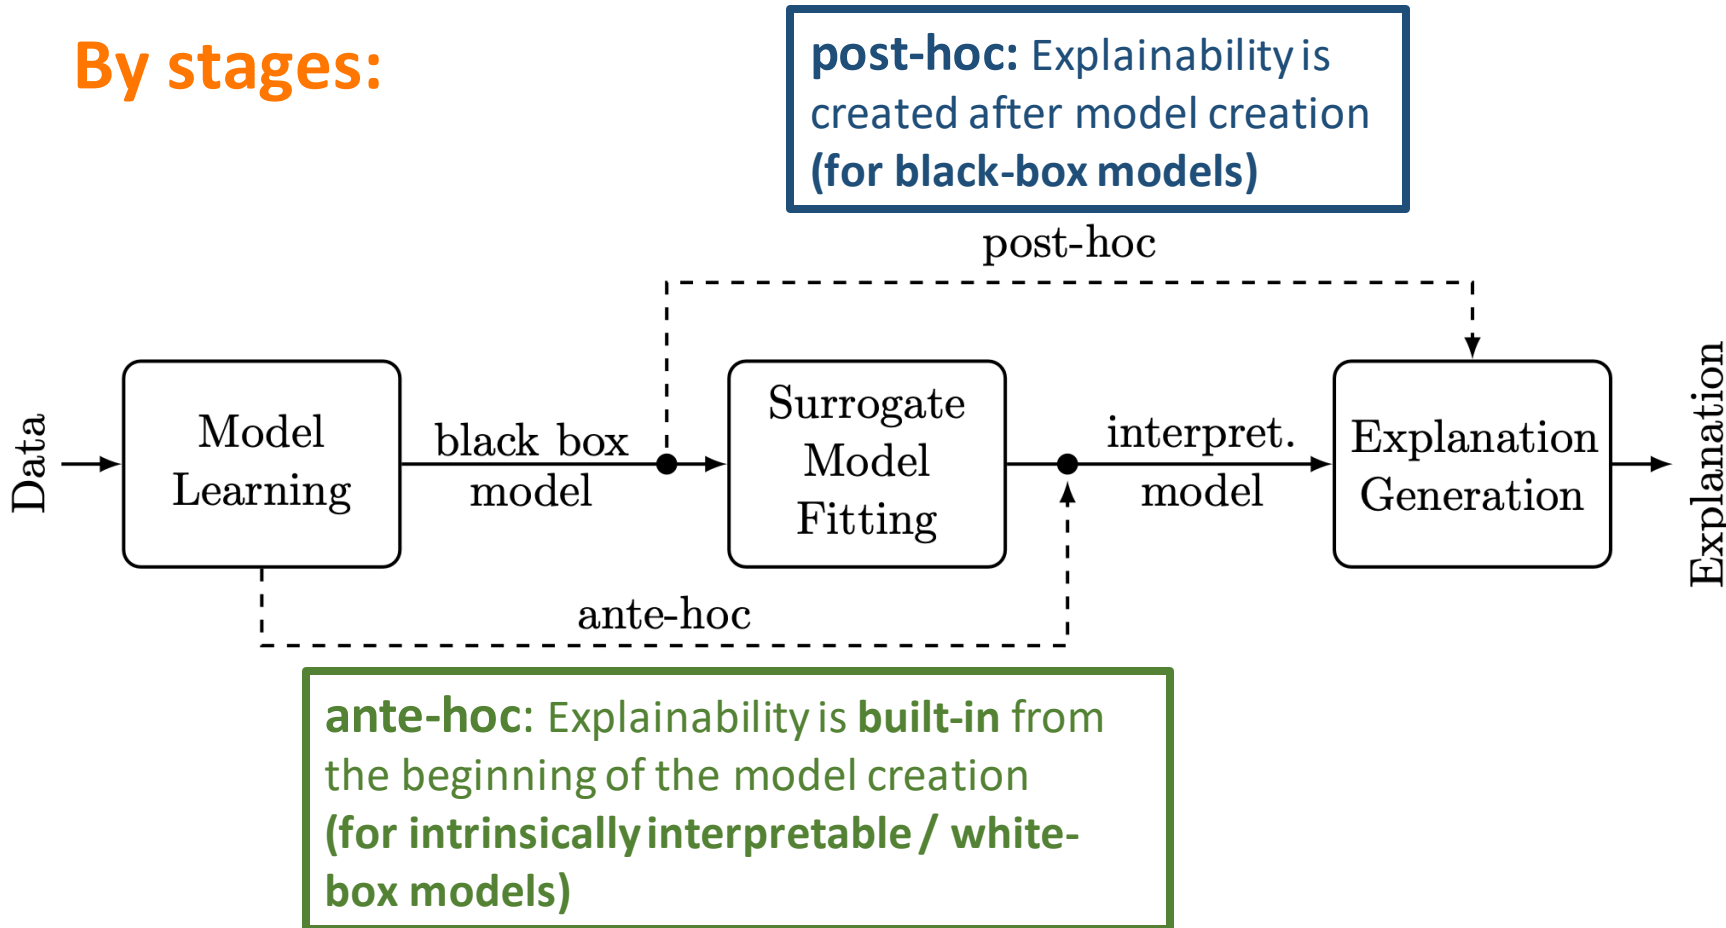 By stages:
post-hoc: Explainability is
created after model creation
(for black-box models)
post-hoc
Data
Model
Learning
black box
model
Surrogate
Model
Fitting
interpret.
model
Explanation
Generation
Explanation
ante-hoc
ante-hoc: Explainability is built-in from
the beginning of the model creation
(for intrinsically interpretable / white-
box models)